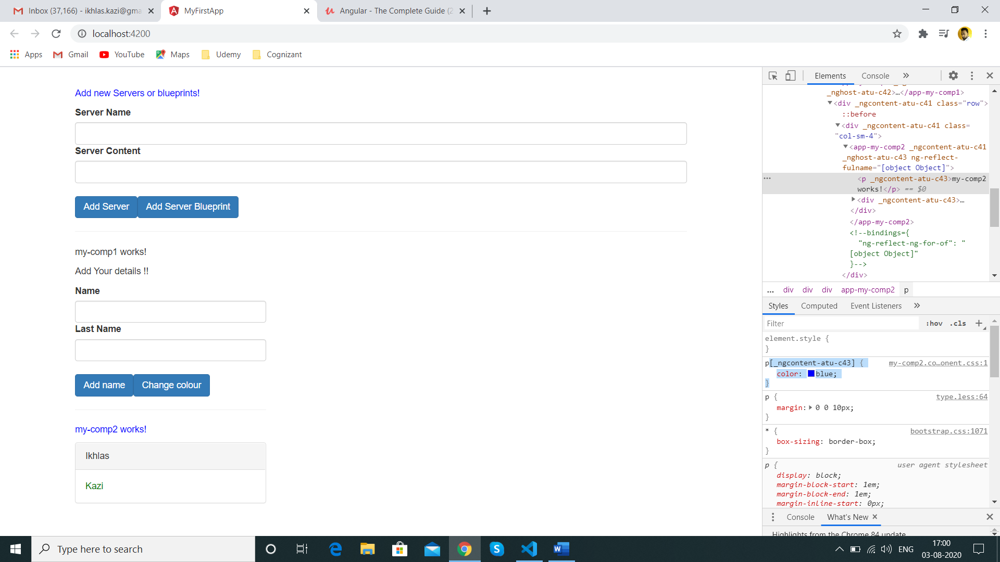 Inbox (37,166) - ikhlas.kazi@gma
MyFirstApp
Angular - The Complete Guide (2
localhost:4200
Apps Gmail YouTube Maps Udemy Cognizant
Add new Servers or blueprints!
Server Name
Server Content
Add Server Add Server Blueprint
my-comp1 works!
Add Your details !!
Name
Last Name
Add name Change colour
my-comp2 works!
Ikhlas
Kazi
Elements Console »
_nghost-atu-c42>…</app-my-comp1>
<div _ngcontent-atu-c41 class="row">
::before
<div _ngcontent-atu-c41 class=
"col-sm-4">
<app-my-comp2 _ngcontent-atu-c41
_nghost-atu-c43 ng-reflect-
fulname="[object Object]">
... <p _ngcontent-atu-c43>my-comp2
works!</p> == $0
<div _ngcontent-atu-c43>…
</div>
</app-my-comp2>
<!--bindings={
"ng-reflect-ng-for-of": "
[object Object]"
}-->
</div>
... div div div app-my-comp2 p
Styles Computed Event Listeners »
Filter :hov .cls +
element.style {
}
p[_ngcontent-atu-c43] { my-comp2.co…onent.css:1
color: blue;
}
p { type.less:64
margin: 0 0 10px;
}
* { bootstrap.css:1071
box-sizing: border-box;
}
p { user agent stylesheet
display: block;
margin-block-start: 1em;
margin-block-end: 1em;
margin-inline-start: 0px;
Console What's New
Highlights from the Chrome 84 update
Type here to search
ENG
17:00
03-08-2020